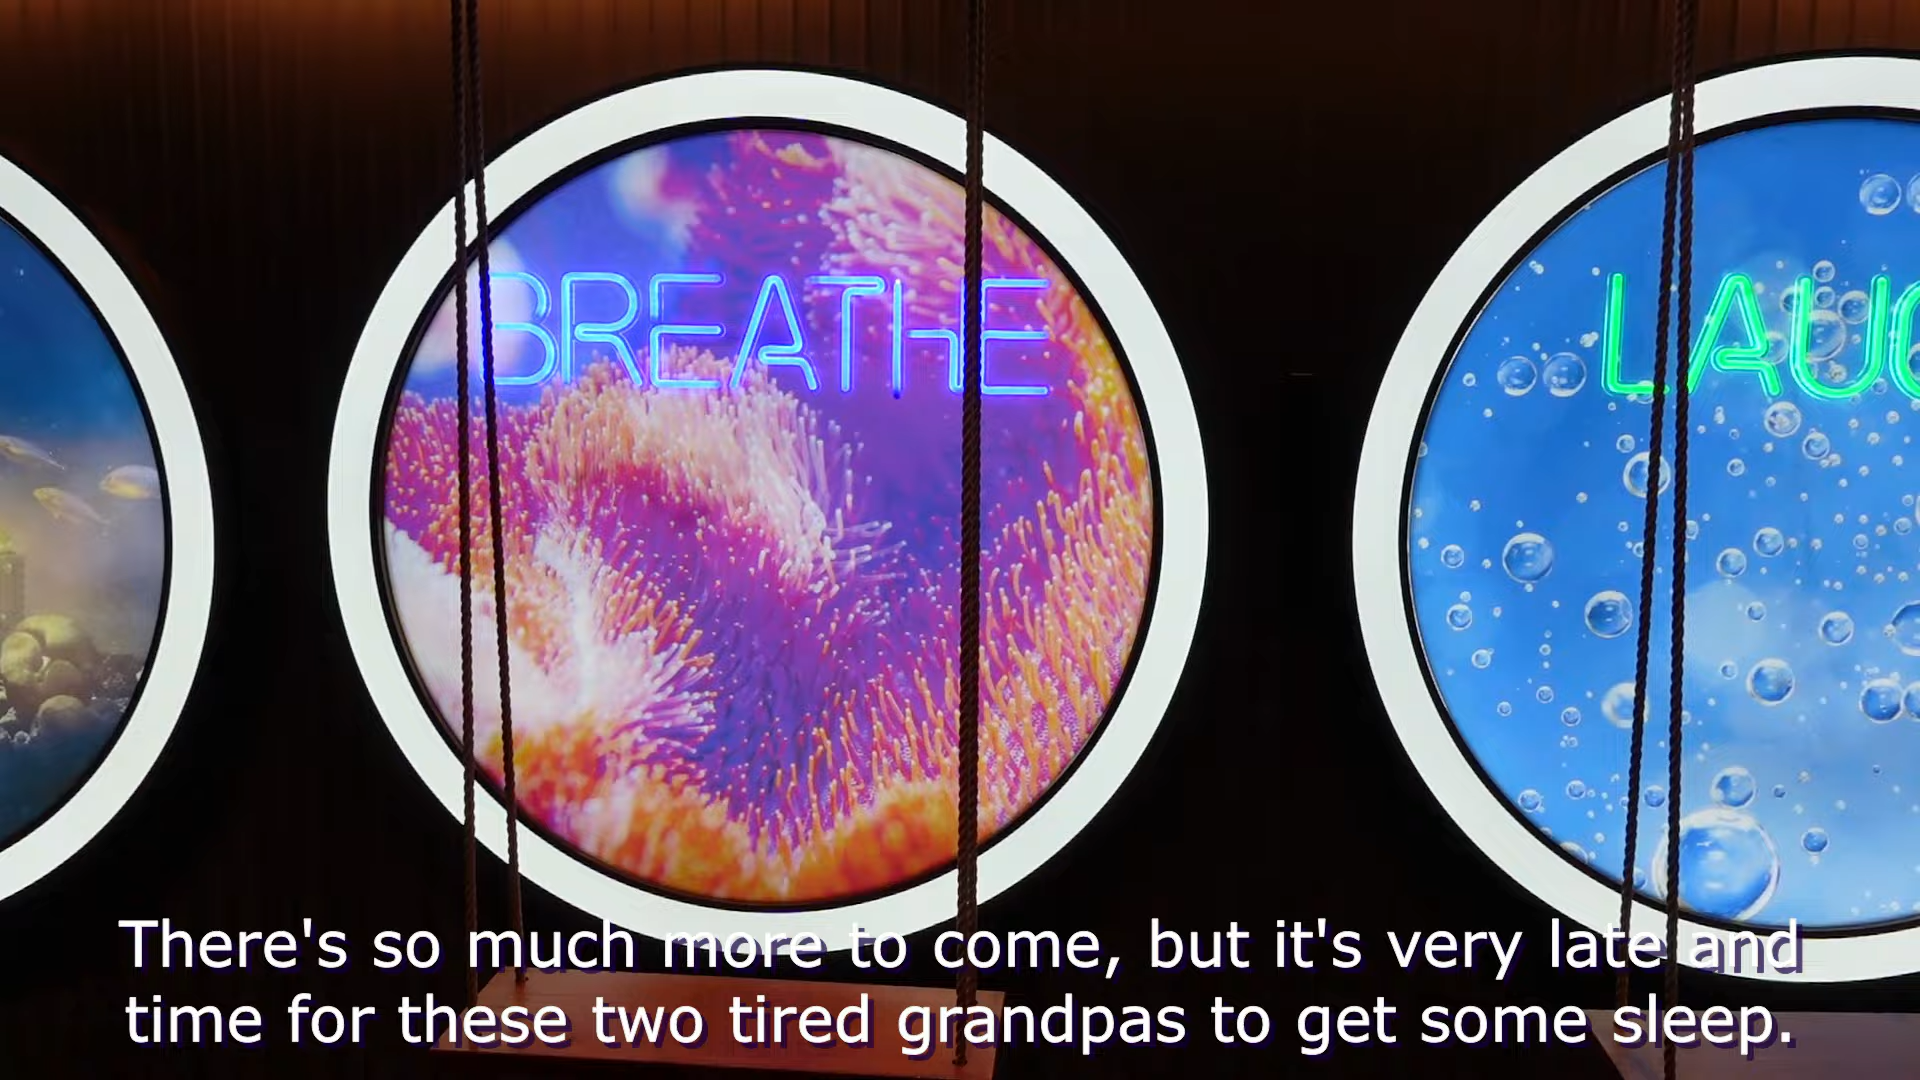 BREATHE
LAUG
There's so much more to come, but it's very late and
time for these two tired grandpas to get some sleep.